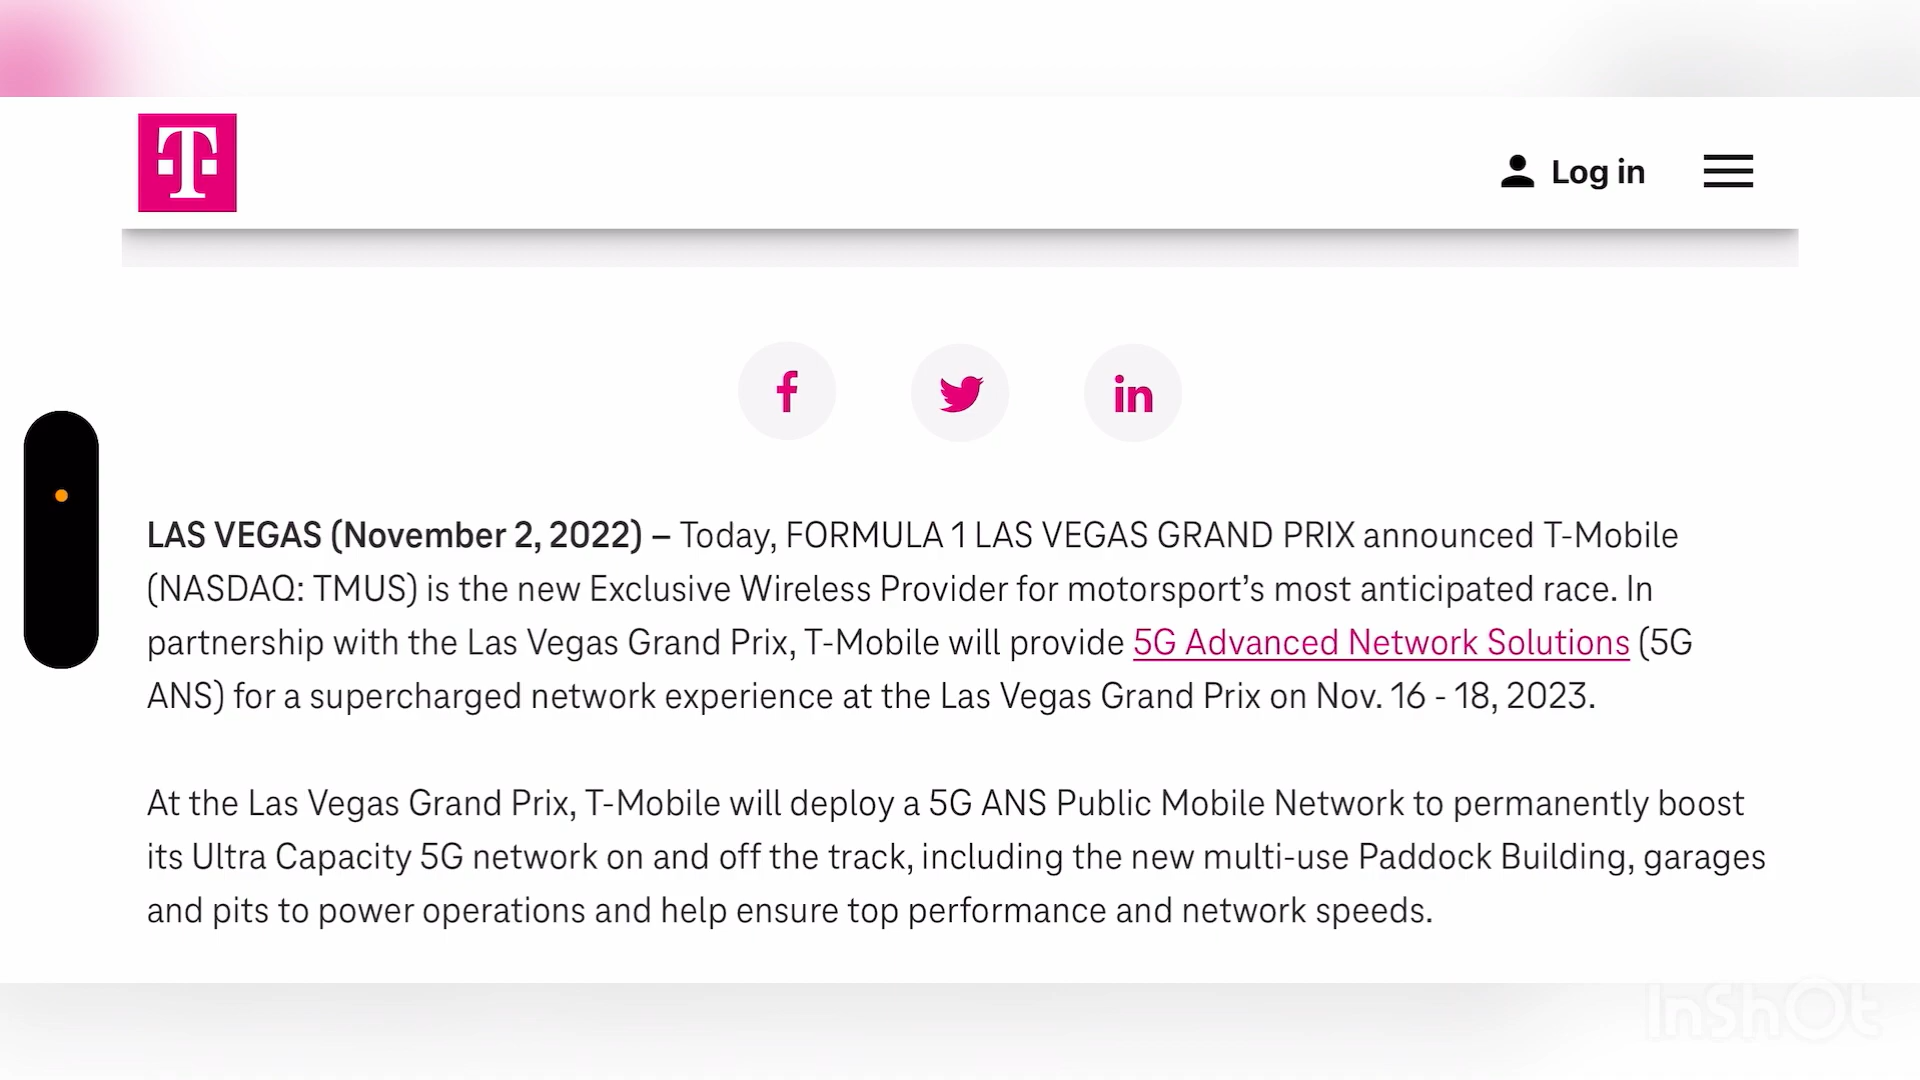 T
Log in
f
in
LAS VEGAS (November 2, 2022) – Today, FORMULA 1 LAS VEGAS GRAND PRIX announced T-Mobile
(NASDAQ: TMUS) is the new Exclusive Wireless Provider for motorsport’s most anticipated race. In
partnership with the Las Vegas Grand Prix, T-Mobile will provide 5G Advanced Network Solutions (5G
ANS) for a supercharged network experience at the Las Vegas Grand Prix on Nov. 16 - 18, 2023.
At the Las Vegas Grand Prix, T-Mobile will deploy a 5G ANS Public Mobile Network to permanently boost
its Ultra Capacity 5G network on and off the track, including the new multi-use Paddock Building, garages
and pits to power operations and help ensure top performance and network speeds.
InShOt